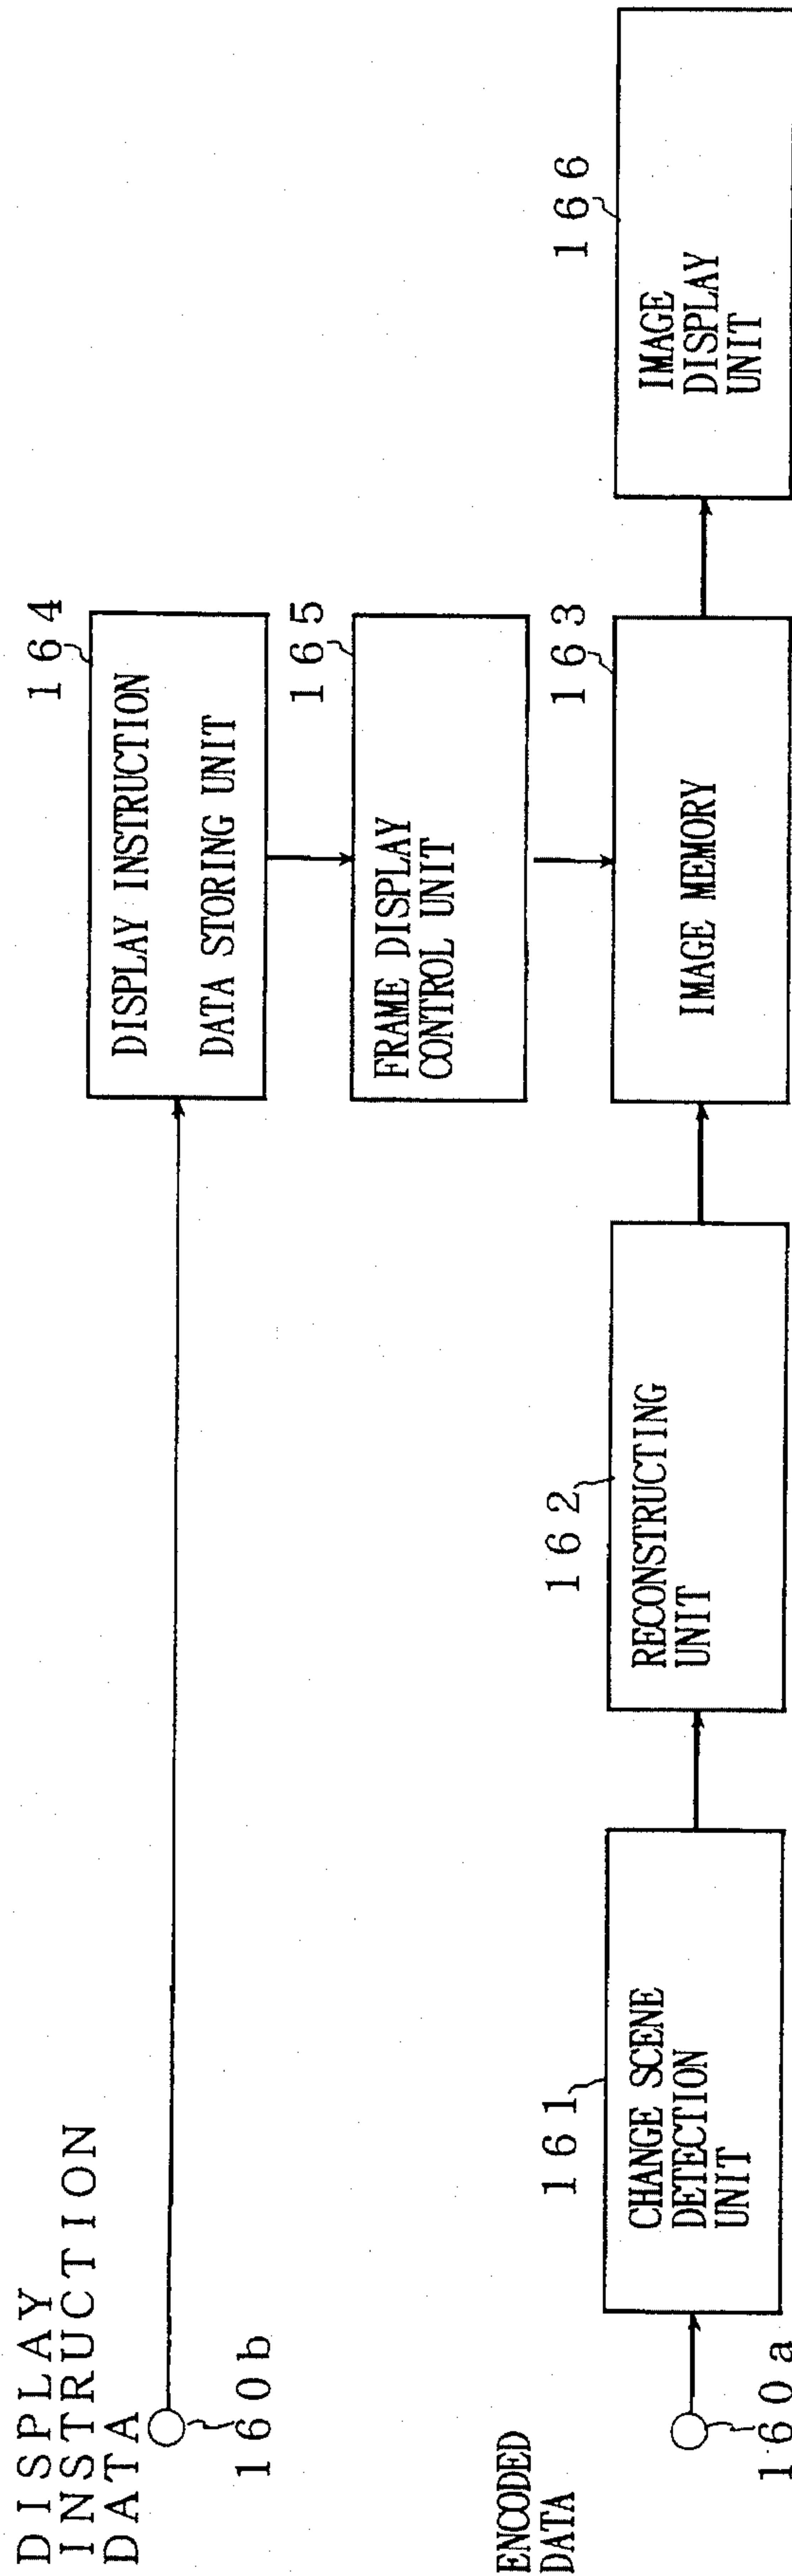 DISPLAY
INSTRUCTION
DATA
160b
164
DISPLAY INSTRUCTION
DATA STORING UNIT
165
FRAME DISPLAY
CONTROL UNIT
ENCODED
DATA
160a
161
CHANGE SCENE
DETECTION
UNIT
162
RECONSTRUCTING
UNIT
163
IMAGE MEMORY
166
IMAGE
DISPLAY
UNIT